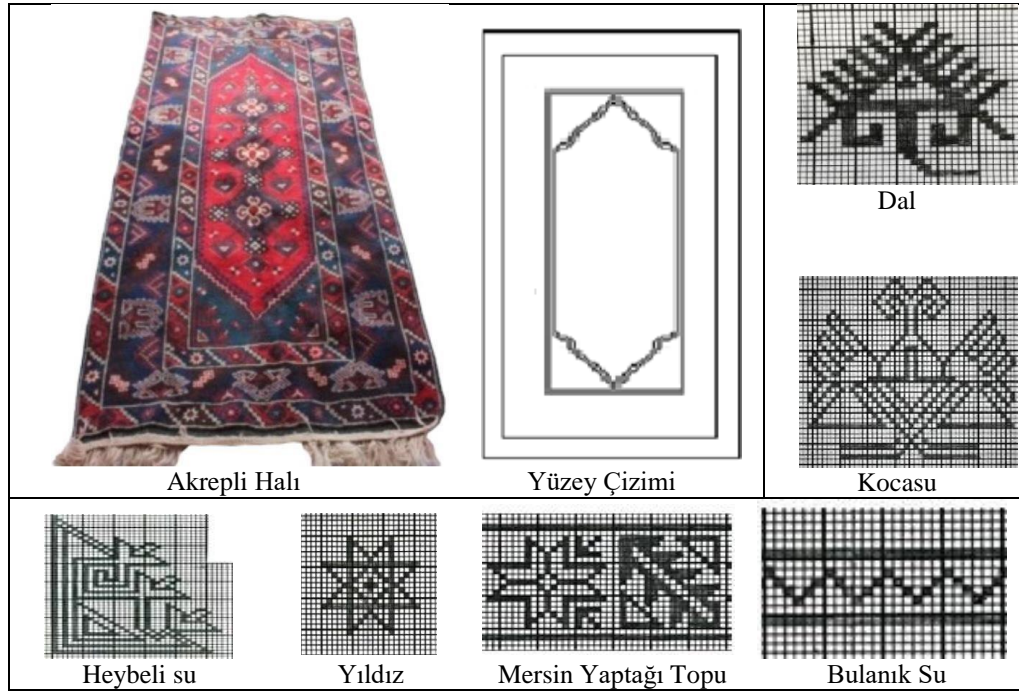 Akrepli Halı
Yüzey Çizimi
Dal
Kocasu
Heybeli su
Yıldız
Mersin Yaptağı Topu
Bulanık Su